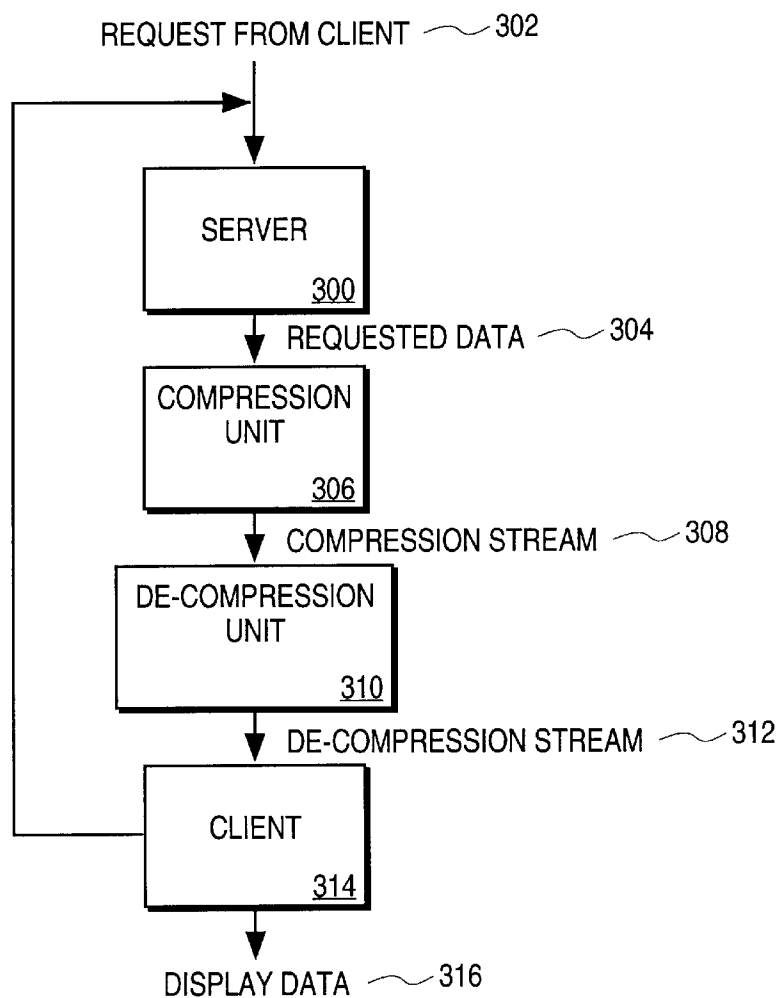 REQUEST FROM CLIENT 302
SERVER
300
REQUESTED DATA 304
COMPRESSION
UNIT
306
COMPRESSION STREAM 308
DE-COMPRESSION
UNIT
310
DE-COMPRESSION STREAM 312
CLIENT
314
DISPLAY DATA 316